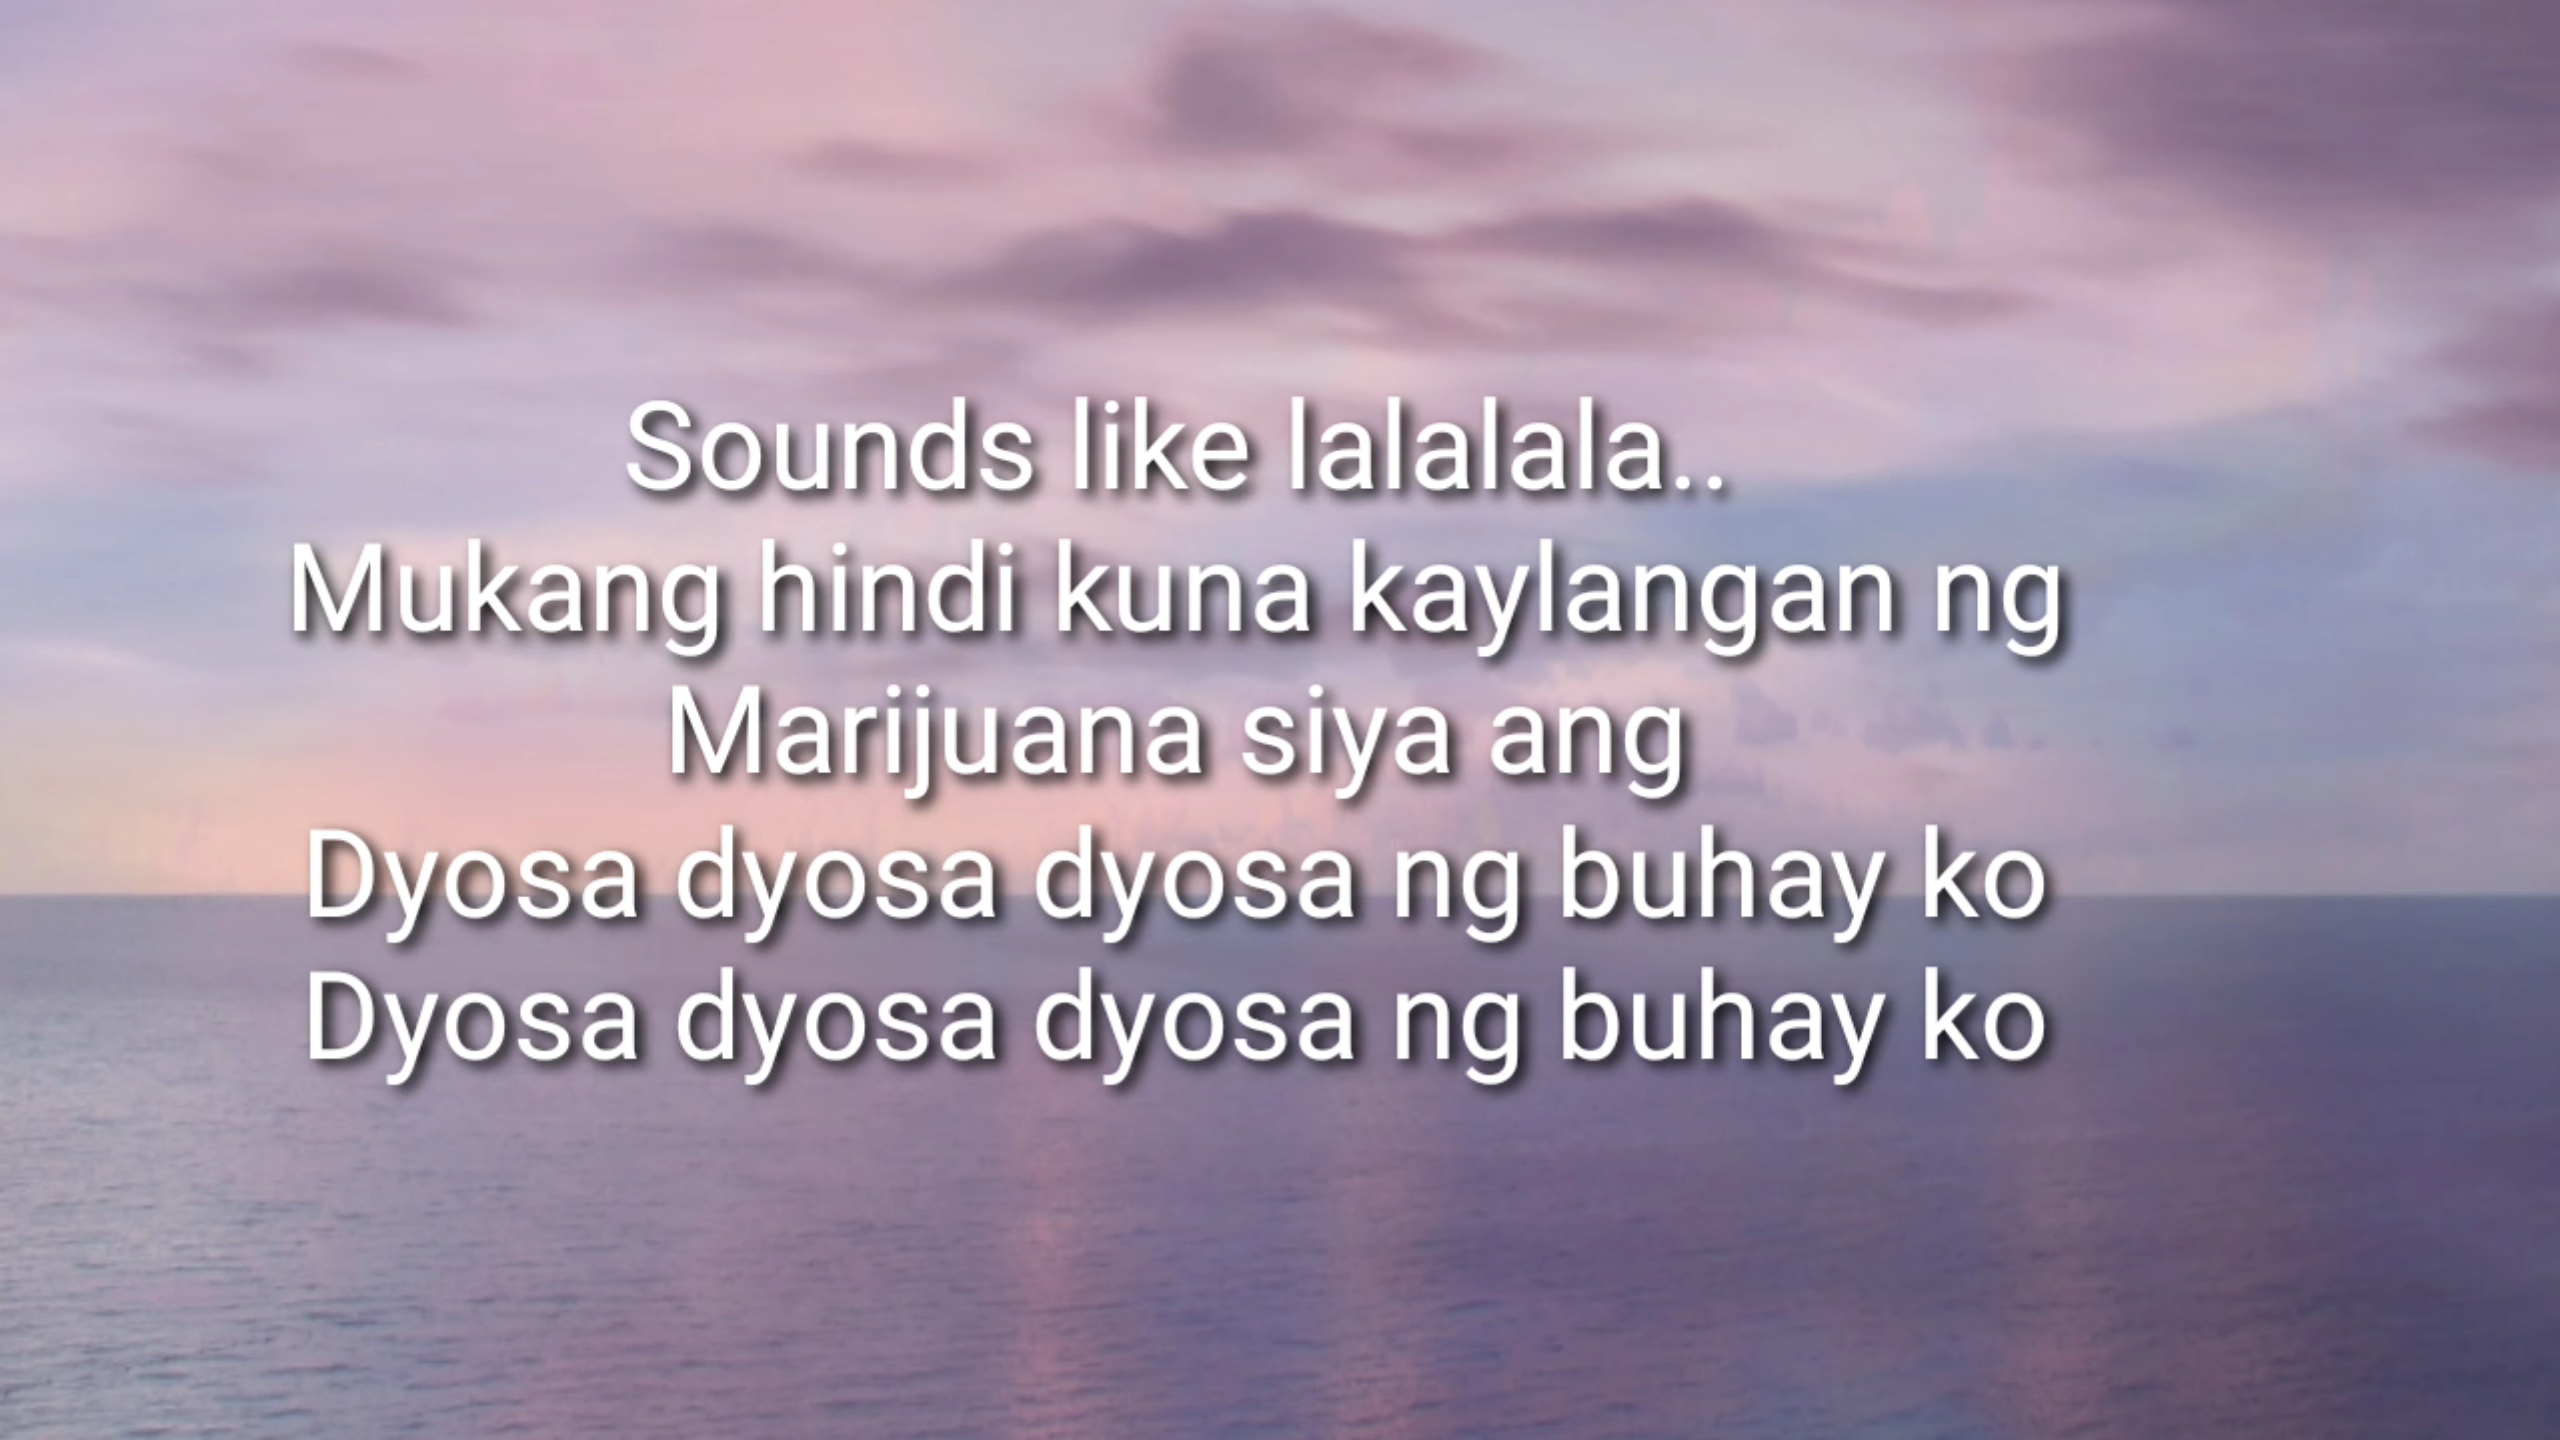 Sounds like lalalala..
Mukang hindi kuna kaylangan ng
Marijuana siya ang
Dyosa dyosa dyosa ng buhay ko
Dyosa dyosa dyosa ng buhay ko